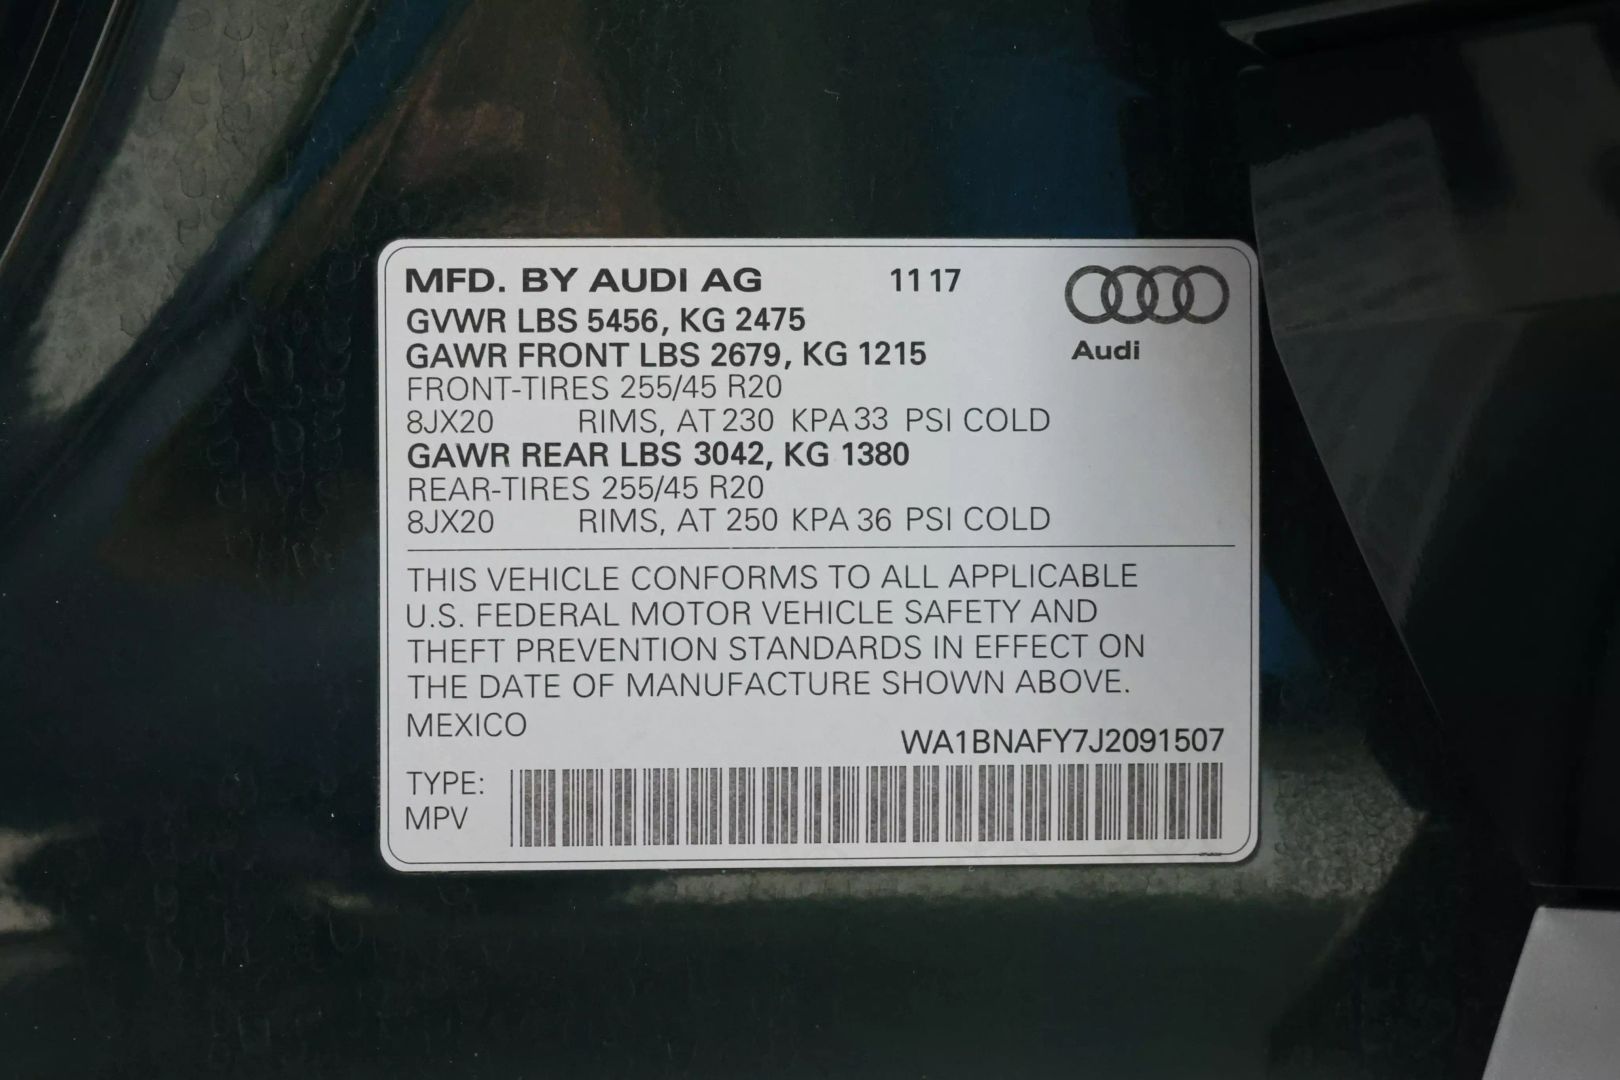 MFD. BY AUDI AG 11 17
Audi
GVWR LBS 5456, KG 2475
GAWR FRONT LBS 2679, KG 1215
FRONT-TIRES 255/45 R20
8JX20 RIMS, AT 230 KPA 33 PSI COLD
GAWR REAR LBS 3042, KG 1380
REAR-TIRES 255/45 R20
8JX20 RIMS, AT 250 KPA 36 PSI COLD
THIS VEHICLE CONFORMS TO ALL APPLICABLE
U.S. FEDERAL MOTOR VEHICLE SAFETY AND
THEFT PREVENTION STANDARDS IN EFFECT ON
THE DATE OF MANUFACTURE SHOWN ABOVE.
MEXICO
WA1BNAFY7J2091507
TYPE:
MPV